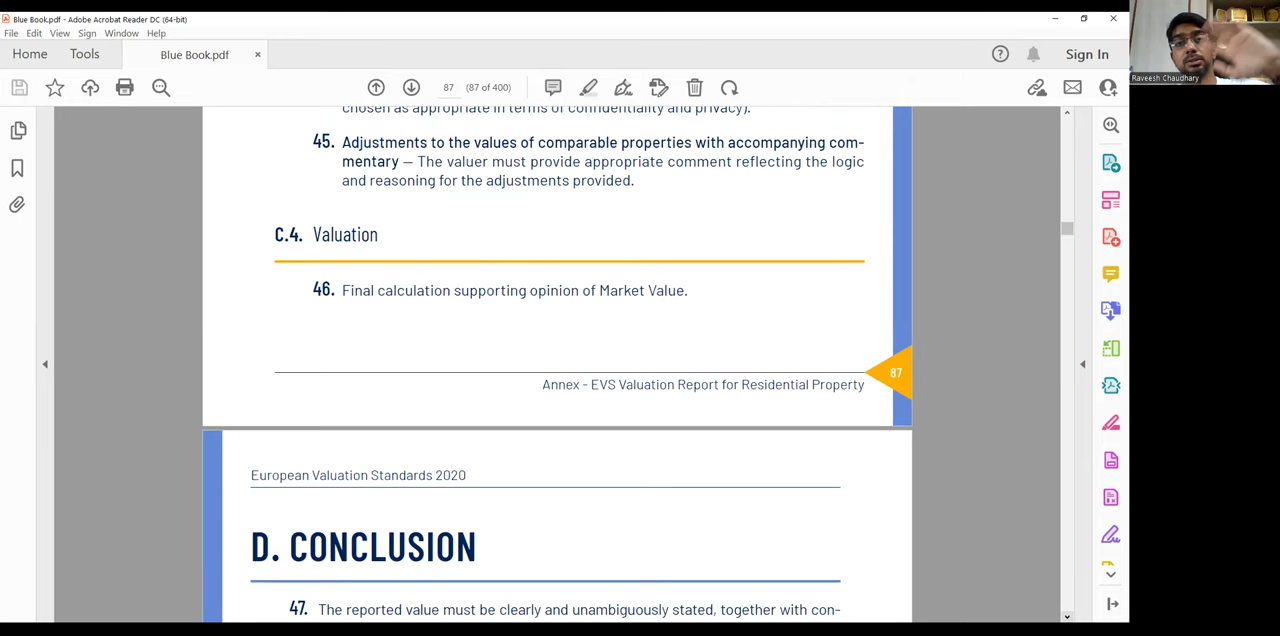 Blue Book.pdf - Adobe Acrobat Reader DC (64-bit)
File Edit View Sign Window Help
Home Tools Blue Book.pdf × Sign In
87 (87 of 400)
Raveesh Chaudhary
chosen as appropriate in terms of confidentiality and privacy).
45. Adjustments to the values of comparable properties with accompanying com-
mentary — The valuer must provide appropriate comment reflecting the logic
and reasoning for the adjustments provided.
C.4. Valuation
46. Final calculation supporting opinion of Market Value.
87
Annex - EVS Valuation Report for Residential Property
European Valuation Standards 2020
D. CONCLUSION
47. The reported value must be clearly and unambiguously stated, together with con-